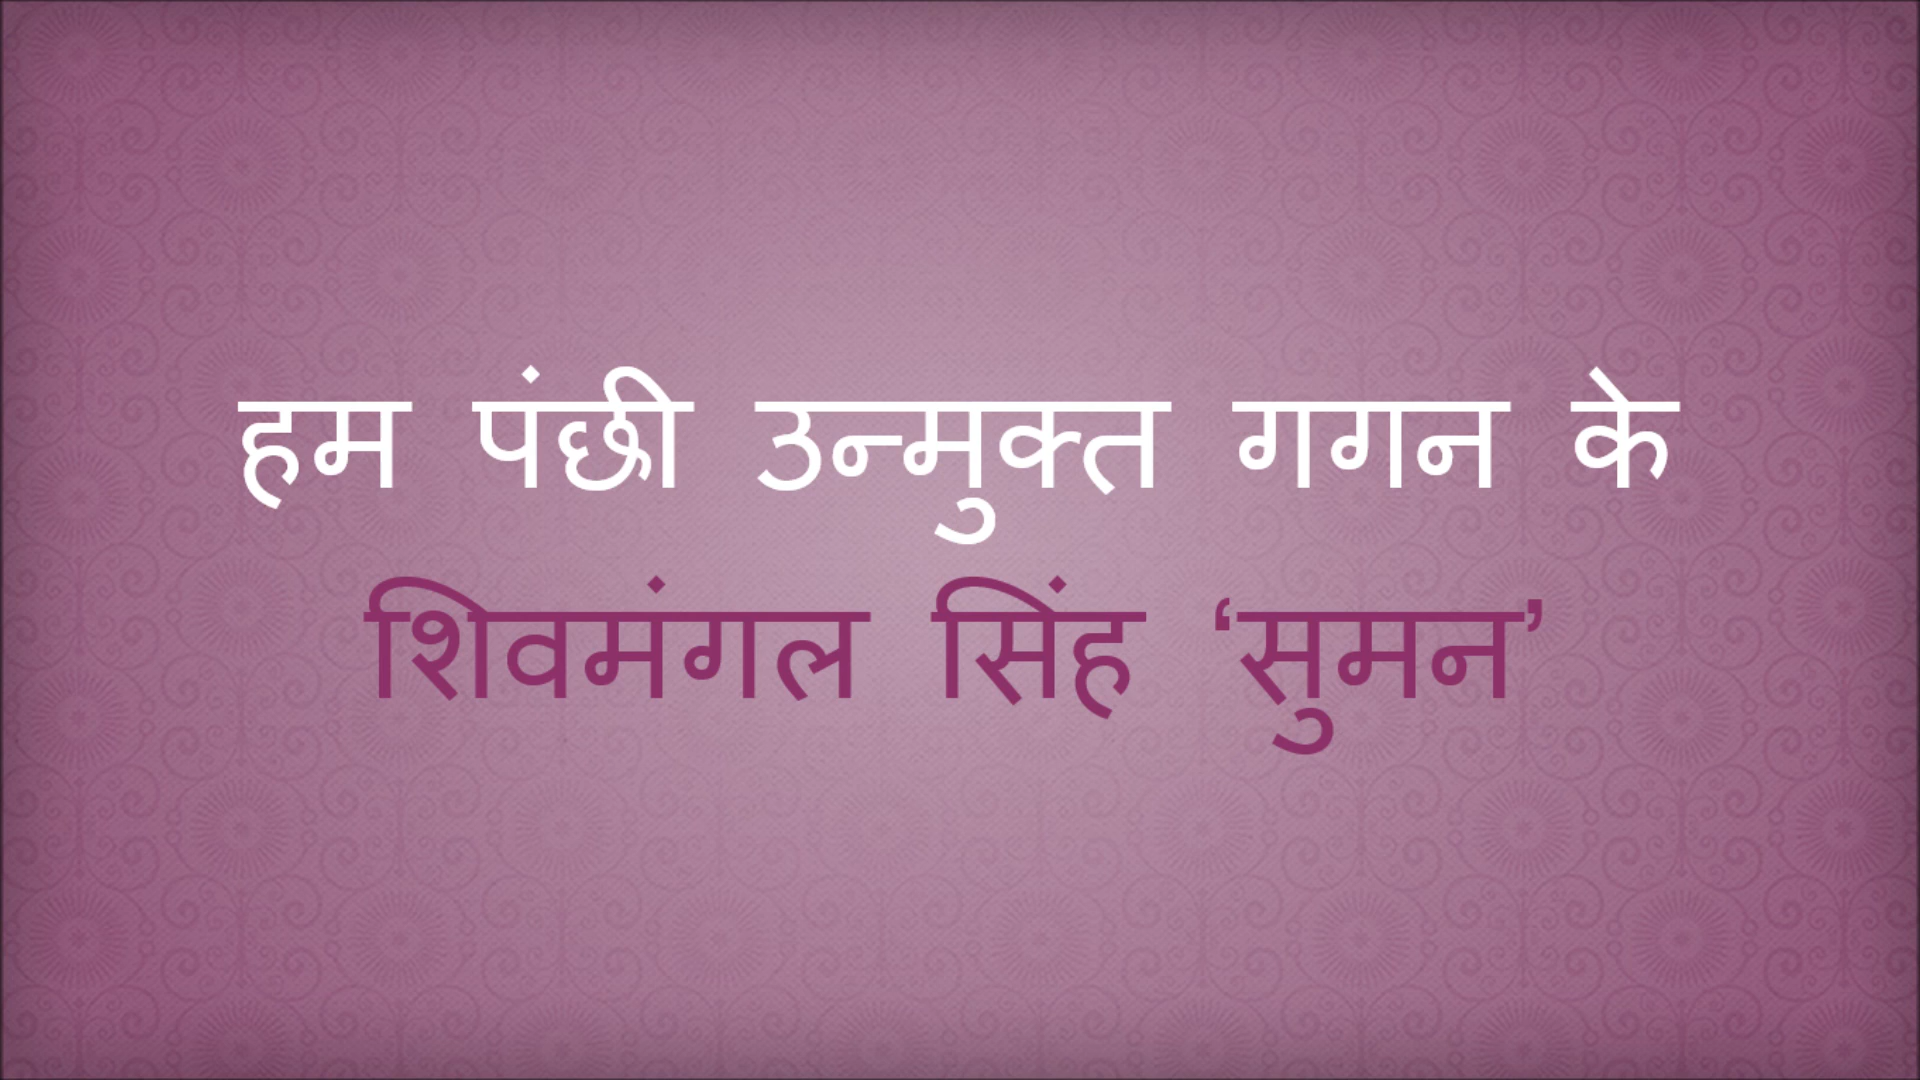 हम पंछी उन्मुक्त गगन के
शिवमंगल सिंह ‘सुमन’